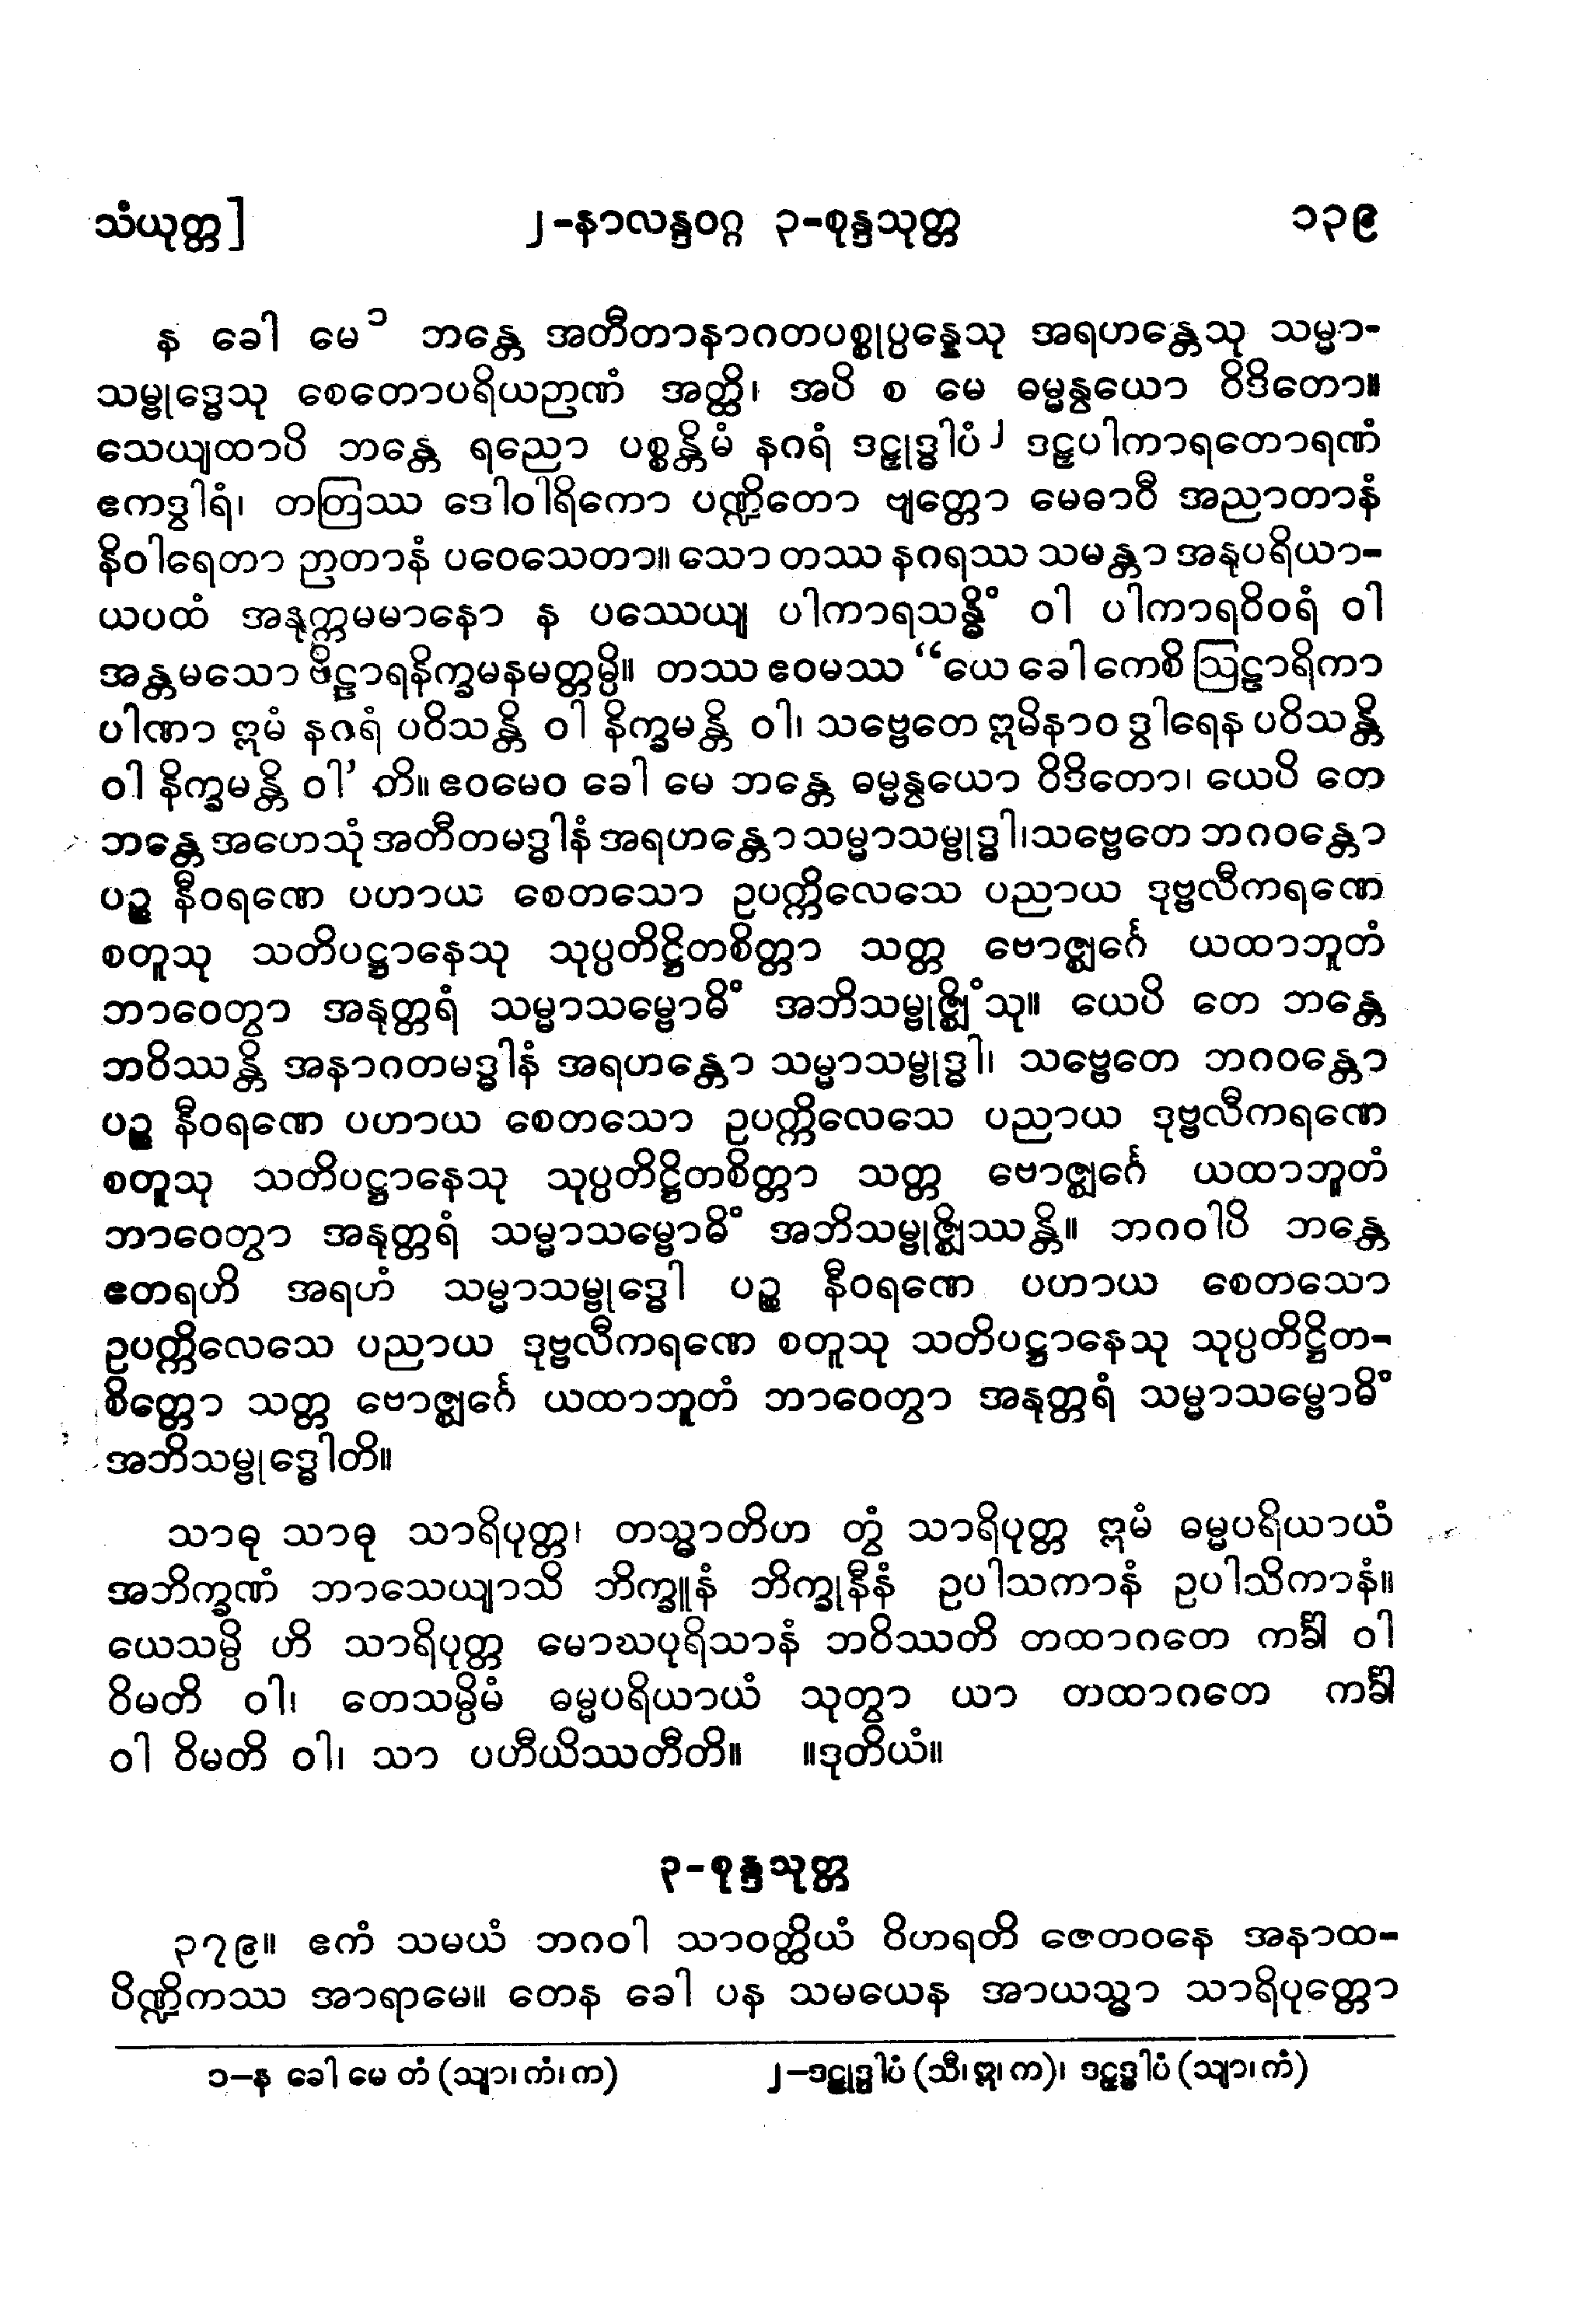 သံယုတ္တ]	၂-နာလန္ဒဝဂ္ဂ ၃-စုန္ဒသုတ္တ	၁၃၉
န ခေါ မေ ၁ ဘန္တေ အတီတာနာဂတပစ္စုပ္ပန္နေသု အရဟန္တေသု သမ္မာ-
သမ္ဗုဒ္ဓေသု စေတောပရိယဉာဏံ အတ္ထိ၊ အပိ စ မေ ဓမ္မန္ဝယော ဝိဒိတော။
သေယျထာပိ ဘန္တေ ရညော ပစ္စန္တိမံ နဂရံ ဒဠှုဒ္ဓါပံ ၂ ဒဠှပါကာရတောရဏံ
ဧကဒွါရံ၊ တတြဿ ဒေါဝါရိကော ပဏ္ဍိတော ဗျတ္တော မေဓာဝီ အညာတာနံ
နိဝါရေတာ ဉာတာနံ ပဝေသေတာ။ သော တဿ နဂရဿ သမန္တာ အနုပရိယာ-
ယပထံ အနုက္ကမမာနော န ပဿေယျ ပါကာရသန္ဓိံ ဝါ ပါကာရဝိဝရံ ဝါ
အန္တမသော ဗိဠာရနိက္ခမနမတ္တမ္ပိ။ တဿ ဧဝမဿ “ယေ ခေါ ကေစိ ဩဠာရိကာ
ပါဏာ ဣမံ နဂရံ ပဝိသန္တိ ဝါ နိက္ခမန္တိ ဝါ၊ သဗ္ဗေတေ ဣမိနာဝ ဒွါရေန ပဝိသန္တိ
ဝါ နိက္ခမန္တိ ဝါ’ တိ။ ဧဝမေဝ ခေါ မေ ဘန္တေ ဓမ္မန္ဝယော ဝိဒိတော၊ ယေပိ တေ
ဘန္တေ အဟေသုံ အတီတမဒ္ဓါနံ အရဟန္တော သမ္မာသမ္ဗုဒ္ဓါ၊ သဗ္ဗေတေ ဘဂဝန္တော
ပဉ္စ နီဝရဏေ ပဟာယ စေတသော ဥပက္ကိလေသေ ပညာယ ဒုဗ္ဗလီကရဏေ
စတူသု သတိပဋ္ဌာနေသု သုပ္ပတိဋ္ဌိတစိတ္တာ သတ္တ ဗောဇ္ဈင်္ဂေ ယထာဘူတံ
ဘာဝေတွာ အနုတ္တရံ သမ္မာသမ္ဗောဓိံ အဘိသမ္ဗုဇ္ဈိံသု။ ယေပိ တေ ဘန္တေ
ဘဝိဿန္တိ အနာဂတမဒ္ဓါနံ အရဟန္တော သမ္မာသမ္ဗုဒ္ဓါ၊ သဗ္ဗေတေ ဘဂဝန္တော
ပဉ္စ နီဝရဏေ ပဟာယ စေတသော ဥပက္ကိလေသေ ပညာယ ဒုဗ္ဗလီကရဏေ
စတူသု သတိပဋ္ဌာနေသု သုပ္ပတိဋ္ဌိတစိတ္တာ သတ္တ ဗောဇ္ဈင်္ဂေ ယထာဘူတံ
ဘာဝေတွာ အနုတ္တရံ သမ္မာသမ္ဗောဓိံ အဘိသမ္ဗုဇ္ဈိဿန္တိ။ ဘဂဝါပိ ဘန္တေ
ဧတရဟိ အရဟံ သမ္မာသမ္ဗုဒ္ဓေါ ပဉ္စ နီဝရဏေ ပဟာယ စေတသော
ဥပက္ကိလေသေ ပညာယ ဒုဗ္ဗလီကရဏေ စတူသု သတိပဋ္ဌာနေသု သုပ္ပတိဋ္ဌိတ-
စိတ္တော သတ္တ ဗောဇ္ဈင်္ဂေ ယထာဘူတံ ဘာဝေတွာ အနုတ္တရံ သမ္မာသမ္ဗောဓိံ
အဘိသမ္ဗုဒ္ဓေါတိ။
သာဓု သာဓု သာရိပုတ္တ၊ တသ္မာတိဟ တွံ သာရိပုတ္တ ဣမံ ဓမ္မပရိယာယံ
အဘိက္ခဏံ ဘာသေယျာသိ ဘိက္ခူနံ ဘိက္ခုနီနံ ဥပါသကာနံ ဥပါသိကာနံ။
ယေသမ္ပိ ဟိ သာရိပုတ္တ မောဃပုရိသာနံ ဘဝိဿတိ တထာဂတေ ကင်္ခါ ဝါ
ဝိမတိ ဝါ၊ တေသမ္ပိမံ ဓမ္မပရိယာယံ သုတွာ ယာ တထာဂတေ ကင်္ခါ
ဝါ ဝိမတိ ဝါ၊ သာ ပဟီယိဿတီတိ။ ။ဒုတိယံ။
၃-စုန္ဒသုတ္တ
၃၇၉။ ဧကံ သမယံ ဘဂဝါ သာဝတ္ထိယံ ဝိဟရတိ ဇေတဝနေ အနာထ-
ပိဏ္ဍိကဿ အာရာမေ။ တေန ခေါ ပန သမယေန အာယသ္မာ သာရိပုတ္တော
၁-န ခေါ မေ တံ (သျာ၊ ကံ၊ က)	၂-ဒဠှုဒ္ဓါပံ (သီ၊ ဣ၊ က)၊ ဒဠှဒ္ဓါပံ (သျာ၊ ကံ)